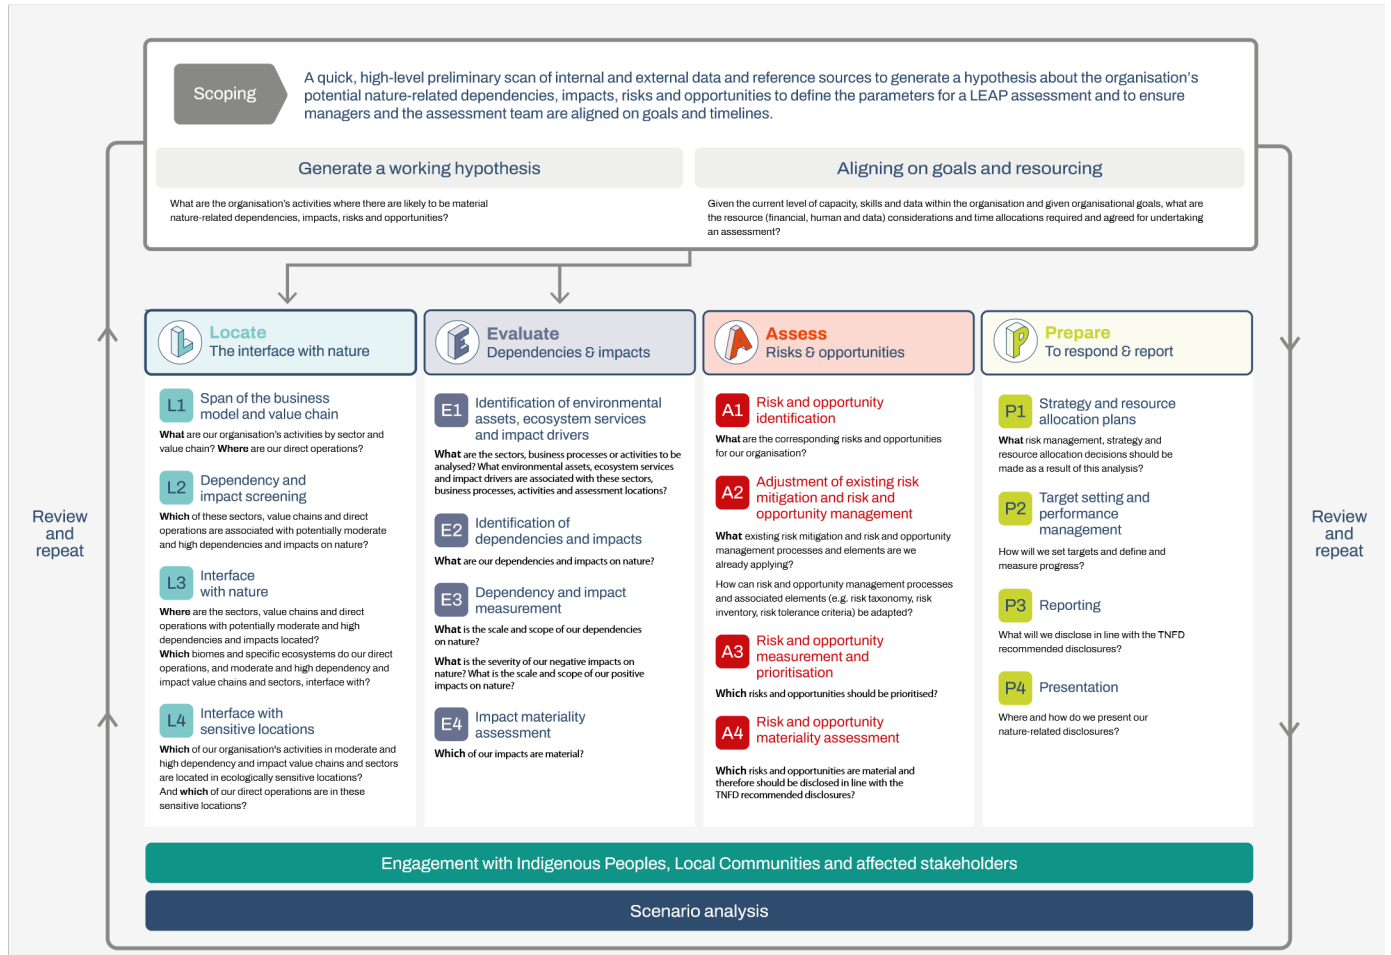 Scoping
A quick, high-level preliminary scan of internal and external data and reference sources to generate a hypothesis about the organisation's
potential nature-related dependencies, impacts, risks and opportunities to define the parameters for a LEAP assessment and to ensure
managers and the assessment team are aligned on goals and timelines.
Generate a working hypothesis
What are the organisation's activities where there are likely to be material
nature-related dependencies, impacts, risks and opportunities?
Aligning on goals and resourcing
Given the current level of capacity, skills and data within the organisation and given organisational goals, what are
the resource (financial, human and data) considerations and time allocations required and agreed for undertaking
an assessment?
Review
and
repeat
L
Locate
The interface with nature
L1
Span of the business
model and value chain
What are our organisation's activities by sector and
value chain? Where are our direct operations?
L2
Dependency and
impact screening
Which of these sectors, value chains and direct
operations are associated with potentially moderate
and high dependencies and impacts on nature?
L3
Interface
with nature
Where are the sectors, value chains and direct
operations with potentially moderate and high
dependencies and impacts located?
Which biomes and specific ecosystems do our direct
operations, and moderate and high dependency and
impact value chains and sectors, interface with?
L4
Interface with
sensitive locations
Which of our organisation's activities in moderate and
high dependency and impact value chains and sectors
are located in ecologically sensitive locations?
And which of our direct operations are in these
sensitive locations?
E
Evaluate
Dependencies & impacts
E1
Identification of environmental
assets, ecosystem services
and impact drivers
What are the sectors, business processes or activities to be
analysed? What environmental assets, ecosystem services
and impact drivers are associated with these sectors,
business processes, activities and assessment locations?
E2
Identification of
dependencies and impacts
What are our dependencies and impacts on nature?
E3
Dependency and impact
measurement
What is the scale and scope of our dependencies
on nature?
What is the severity of our negative impacts on
nature? What is the scale and scope of our positive
impacts on nature?
E4
Impact materiality
assessment
Which of our impacts are material?
A
Assess
Risks & opportunities
A1
Risk and opportunity
identification
What are the corresponding risks and opportunities
for our organisation?
A2
Adjustment of existing risk
mitigation and risk and
opportunity management
What existing risk mitigation and risk and opportunity
management processes and elements are we
already applying?
How can risk and opportunity management processes
and associated elements (e.g. risk taxonomy, risk
inventory, risk tolerance criteria) be adapted?
A3
Risk and opportunity
measurement and
prioritisation
Which risks and opportunities should be prioritised?
A4
Risk and opportunity
materiality assessment
Which risks and opportunities are material and
therefore should be disclosed in line with the
TNFD recommended disclosures?
P
Prepare
To respond & report
P1
Strategy and resource
allocation plans
What risk management, strategy and
resource allocation decisions should be
made as a result of this analysis?
P2
Target setting and
performance
management
How will we set targets and define and
measure progress?
P3
Reporting
What will we disclose in line with the TNFD
recommended disclosures?
P4
Presentation
Where and how do we present our
nature-related disclosures?
Review
and
repeat
Engagement with Indigenous Peoples, Local Communities and affected stakeholders
Scenario analysis